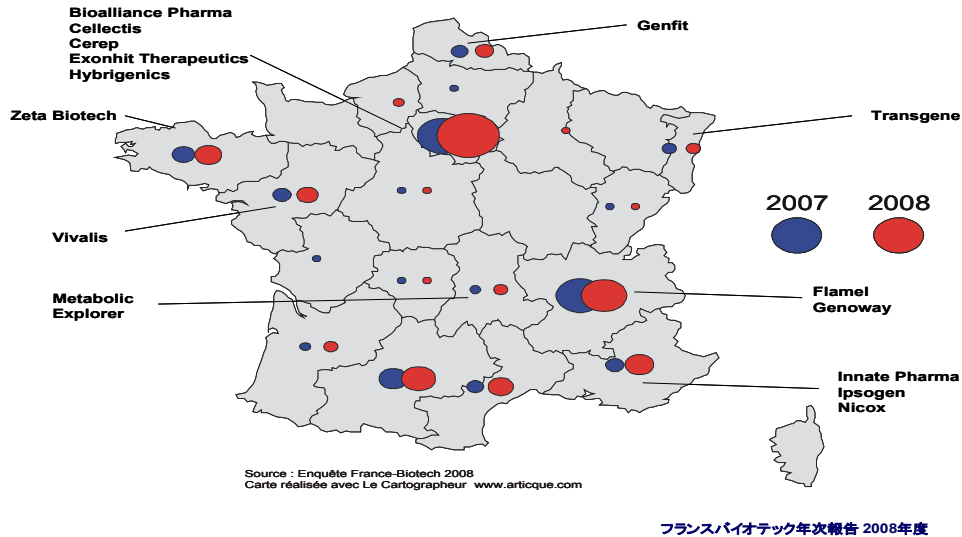 Bioalliance Pharma
Cellectis
Cerep
Exonhit Therapeutics
Hybrigenics
Genfit
Zeta Biotech
Transgene
2007 2008
Vivalis
Metabolic
Explorer
Flamel
Genoway
Innate Pharma
Ipsogen
Nicox
Source : Enquête France-Biotech 2008
Carte réalisée avec Le Cartographeur www.articque.com
フランスバイオテック年次報告 2008年度